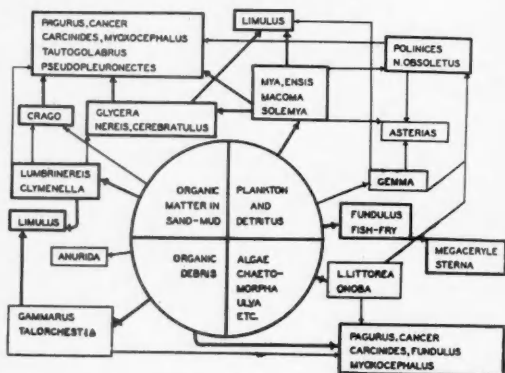 PAGURUS, CANCER
CARCINIDES, MYOXOCEPHALUS
TAUTOGOLABRUS
PSEUDOPLEURONECTES
LIMULUS
POLINICES
N.OBSOLETUS
MYA, ENSIS
MACOMA
SOLEMYA
CRAGO
GLYCERA
NEREIS, CEREBRATULUS
ASTERIAS
LUMBRINEREIS
CLYMENELLA
GEMMA
ORGANIC
MATTER IN
SAND-MUD
PLANKTON
AND
DETRITUS
LIMULUS
FUNDULUS
FISH-FRY
ANURIDA
ORGANIC
DEBRIS
ALGAE
CHAETO-
MORPHA
ULVA
ETC.
MEGACERYLE
STERNA
L.LITTOREA
ONOBA
GAMMARUS
TALORCHESTIA
PAGURUS, CANCER
CARCINIDES, FUNDULUS
MYOXOCEPHALUS